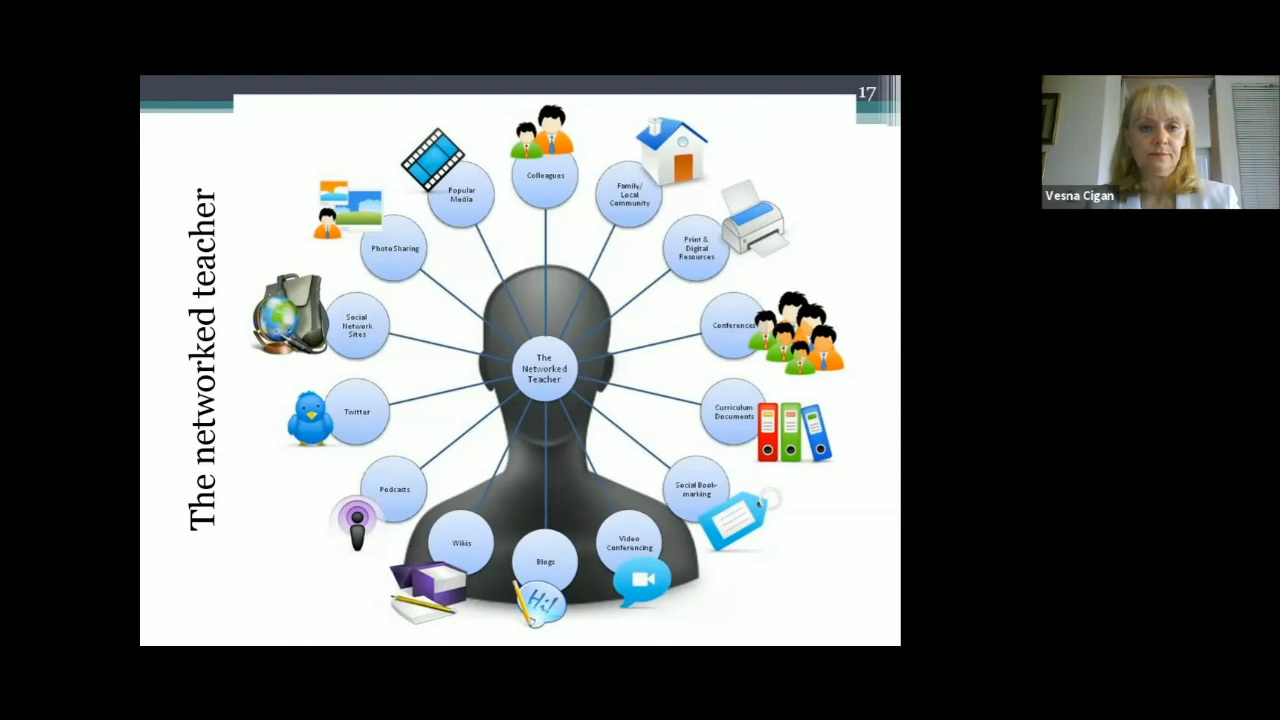 17
The networked teacher
Colleagues
Family/
Local
Community
Print &
Digital
Resources
Conferences
Curriculum
Documents
Social Book-
marking
Video
Conferencing
Blogs
Wikis
Podcasts
Twitter
Social
Network
Sites
Photo Sharing
Popular
Media
The
Networked
Teacher
Hi!
Vesna Cigan